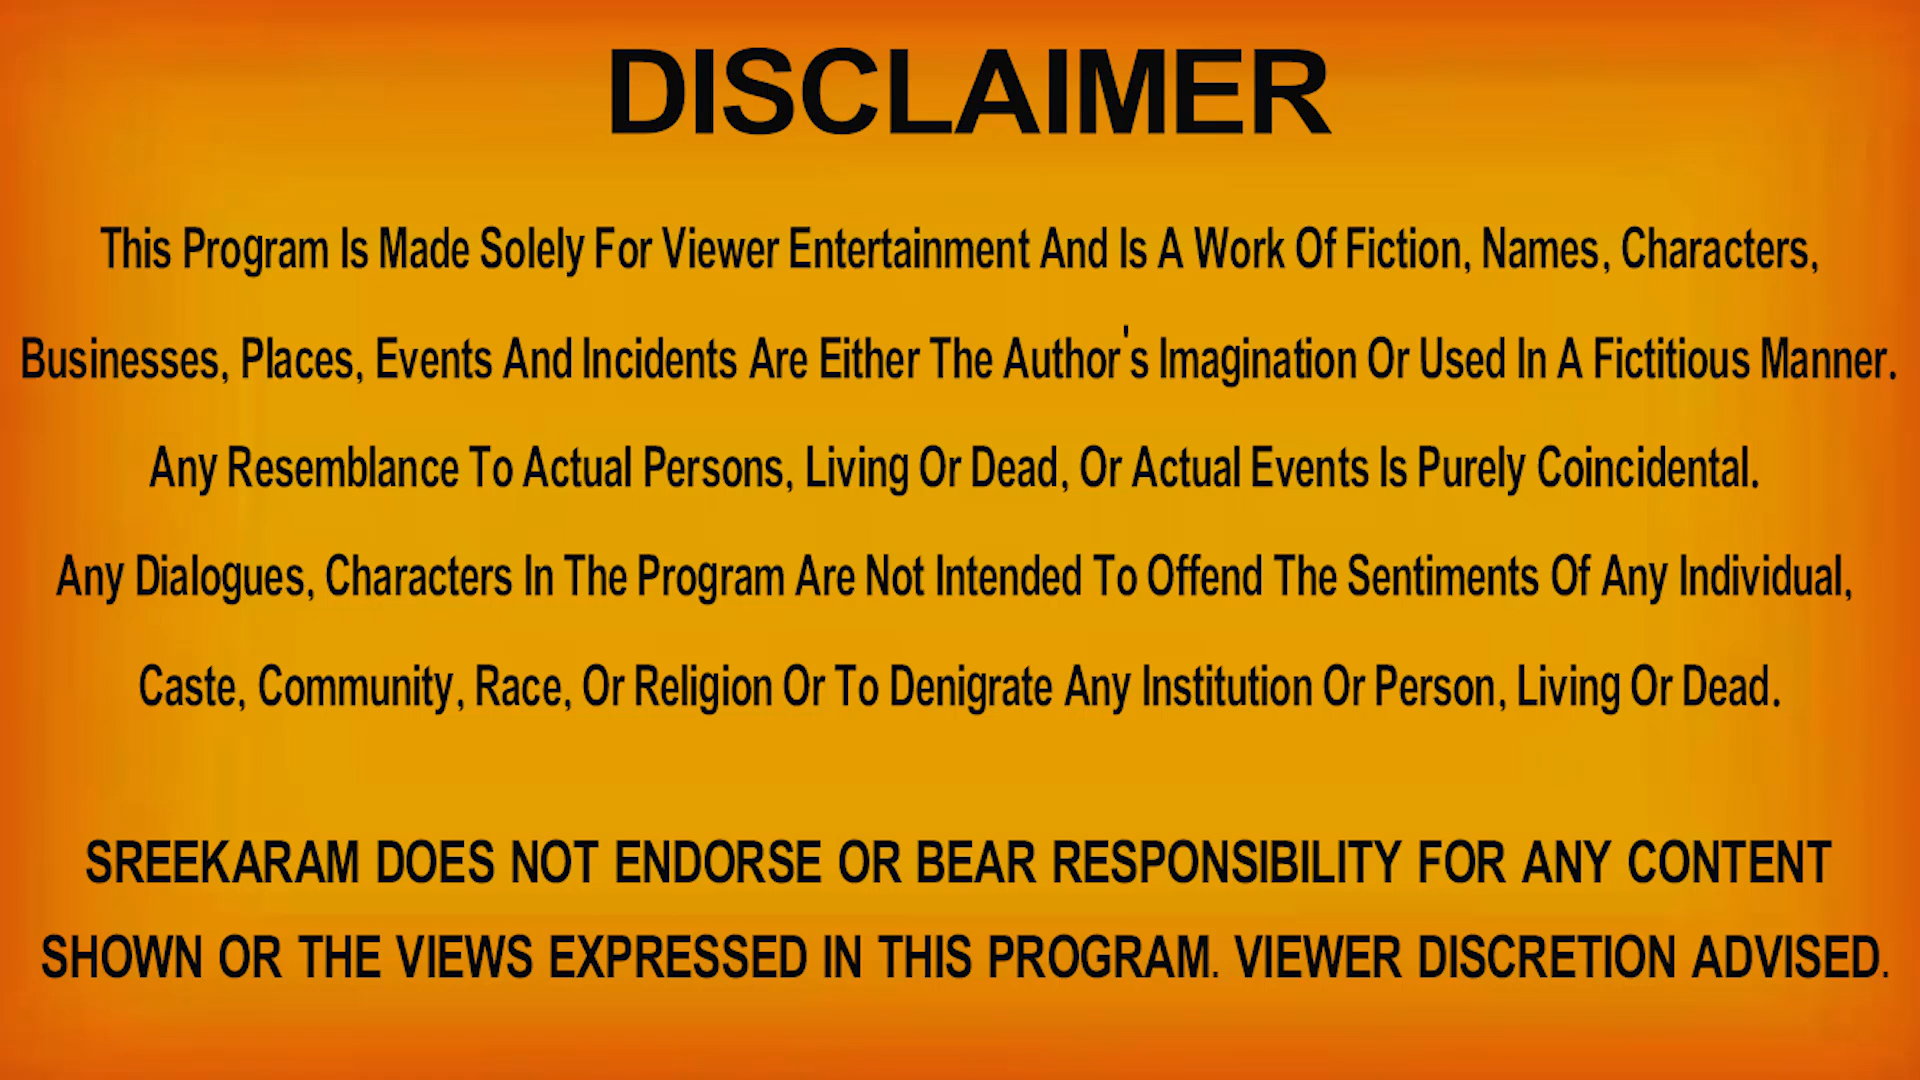 DISCLAIMER
This Program Is Made Solely For Viewer Entertainment And Is A Work Of Fiction, Names, Characters,
Businesses, Places, Events And Incidents Are Either The Author's Imagination Or Used In A Fictitious Manner.
Any Resemblance To Actual Persons, Living Or Dead, Or Actual Events Is Purely Coincidental.
Any Dialogues, Characters In The Program Are Not Intended To Offend The Sentiments Of Any Individual,
Caste, Community, Race, Or Religion Or To Denigrate Any Institution Or Person, Living Or Dead.
SREEKARAM DOES NOT ENDORSE OR BEAR RESPONSIBILITY FOR ANY CONTENT
SHOWN OR THE VIEWS EXPRESSED IN THIS PROGRAM. VIEWER DISCRETION ADVISED.